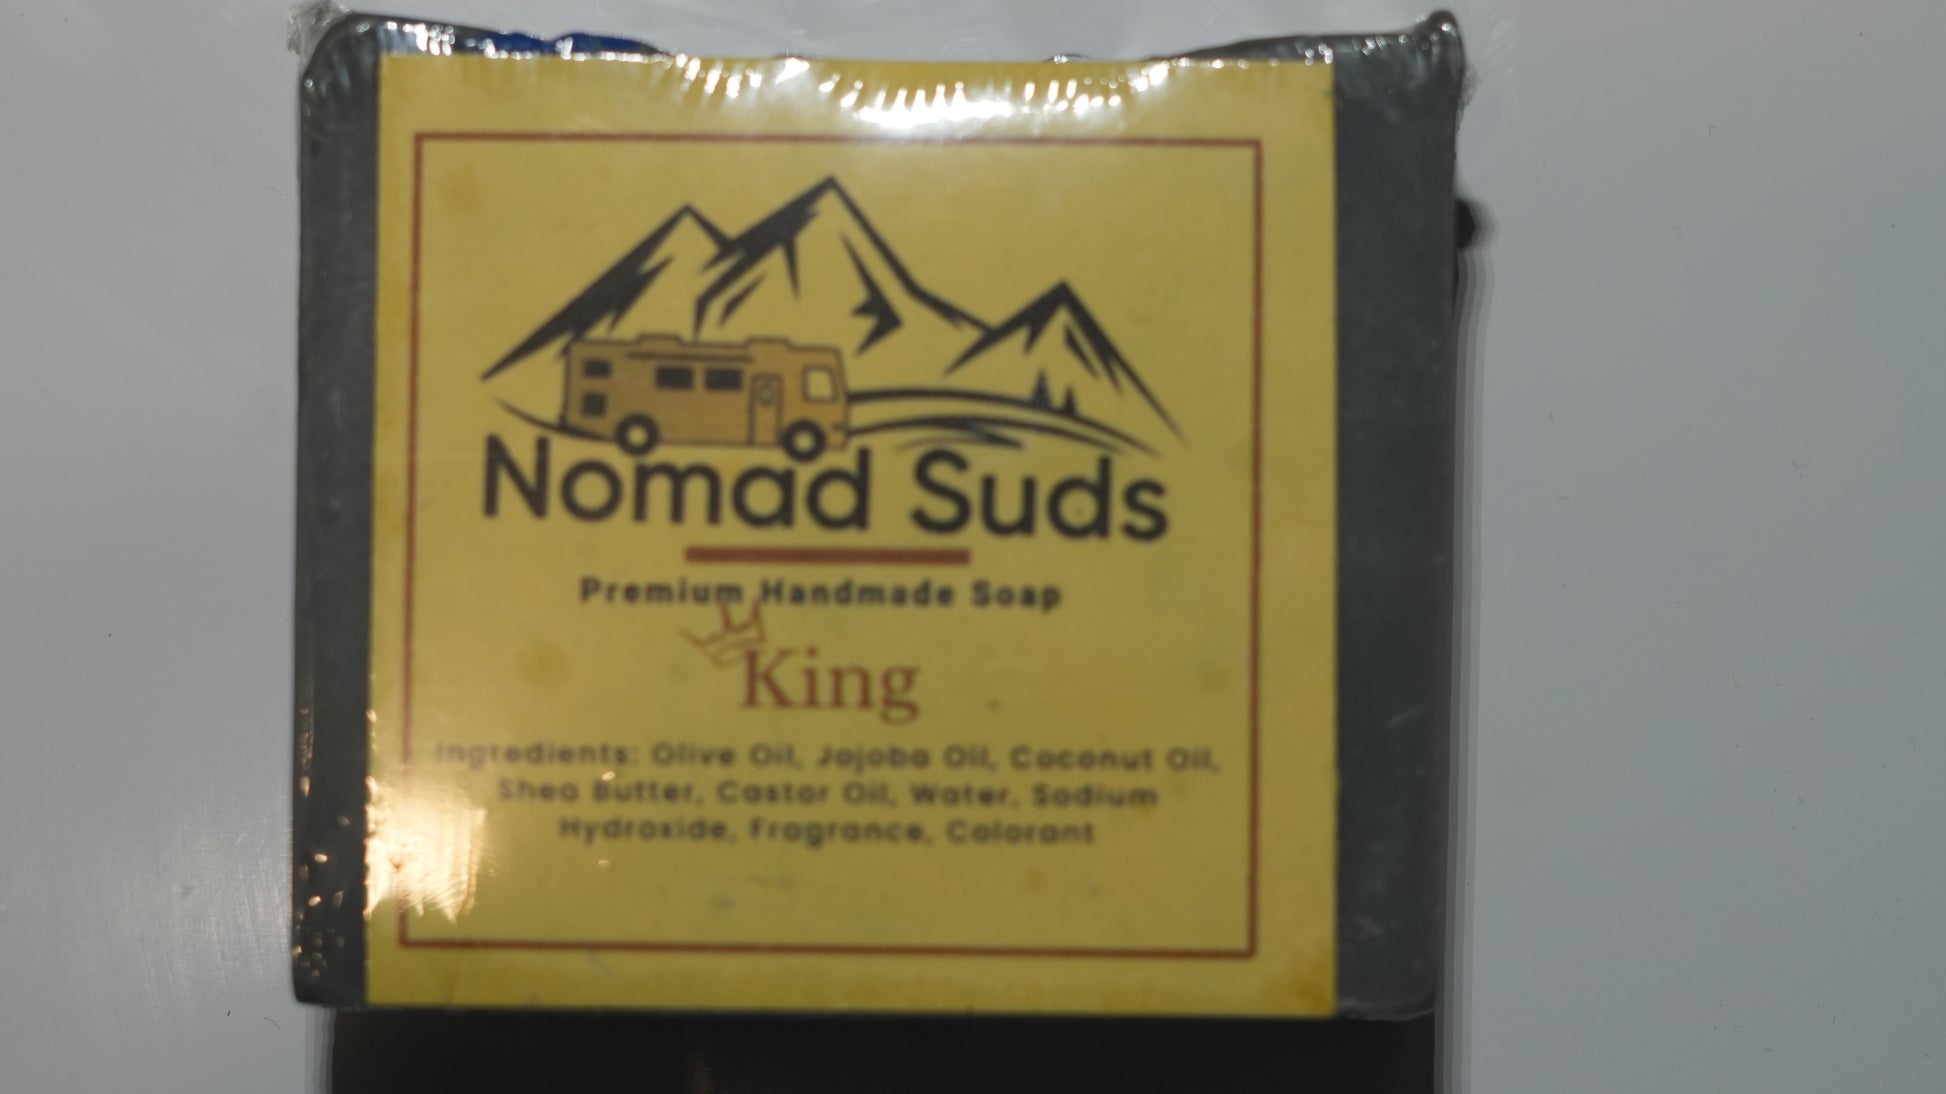 Nomad Suds
Premium Handmade Soap
King
Ingredients: Olive Oil, Jojoba Oil, Coconut Oil,
Shea Butter, Castor Oil, Water, Sodium
Hydroxide, Fragrance, Colorant